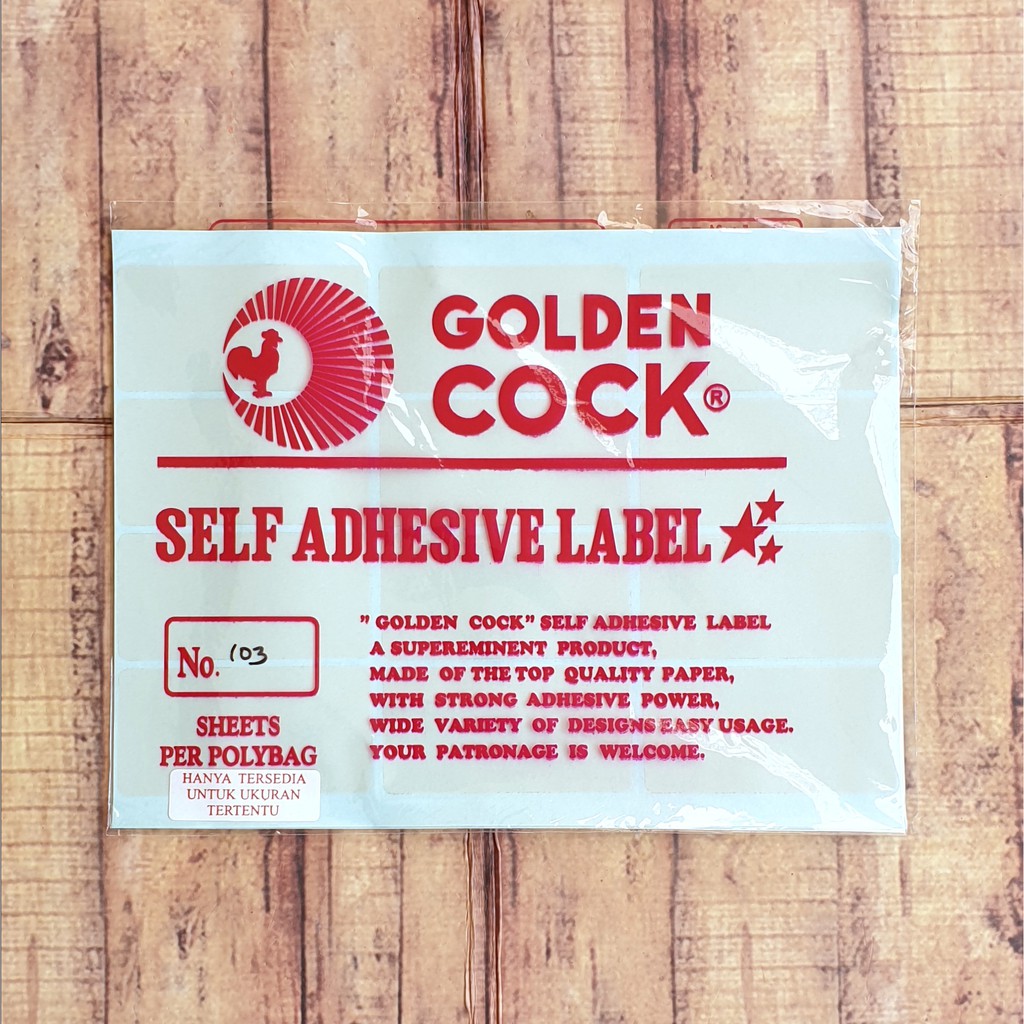 GOLDEN
COCK®
SELF ADHESIVE LABEL
No. 103
SHEETS
PER POLYBAG
HANYA TERSEDIA
UNTUK UKURAN
TERTENTU
" GOLDEN COCK" SELF ADHESIVE LABEL
A SUPEREMINENT PRODUCT,
MADE OF THE TOP QUALITY PAPER,
WITH STRONG ADHESIVE POWER,
WIDE VARIETY OF DESIGNS EASY USAGE.
YOUR PATRONAGE IS WELCOME.